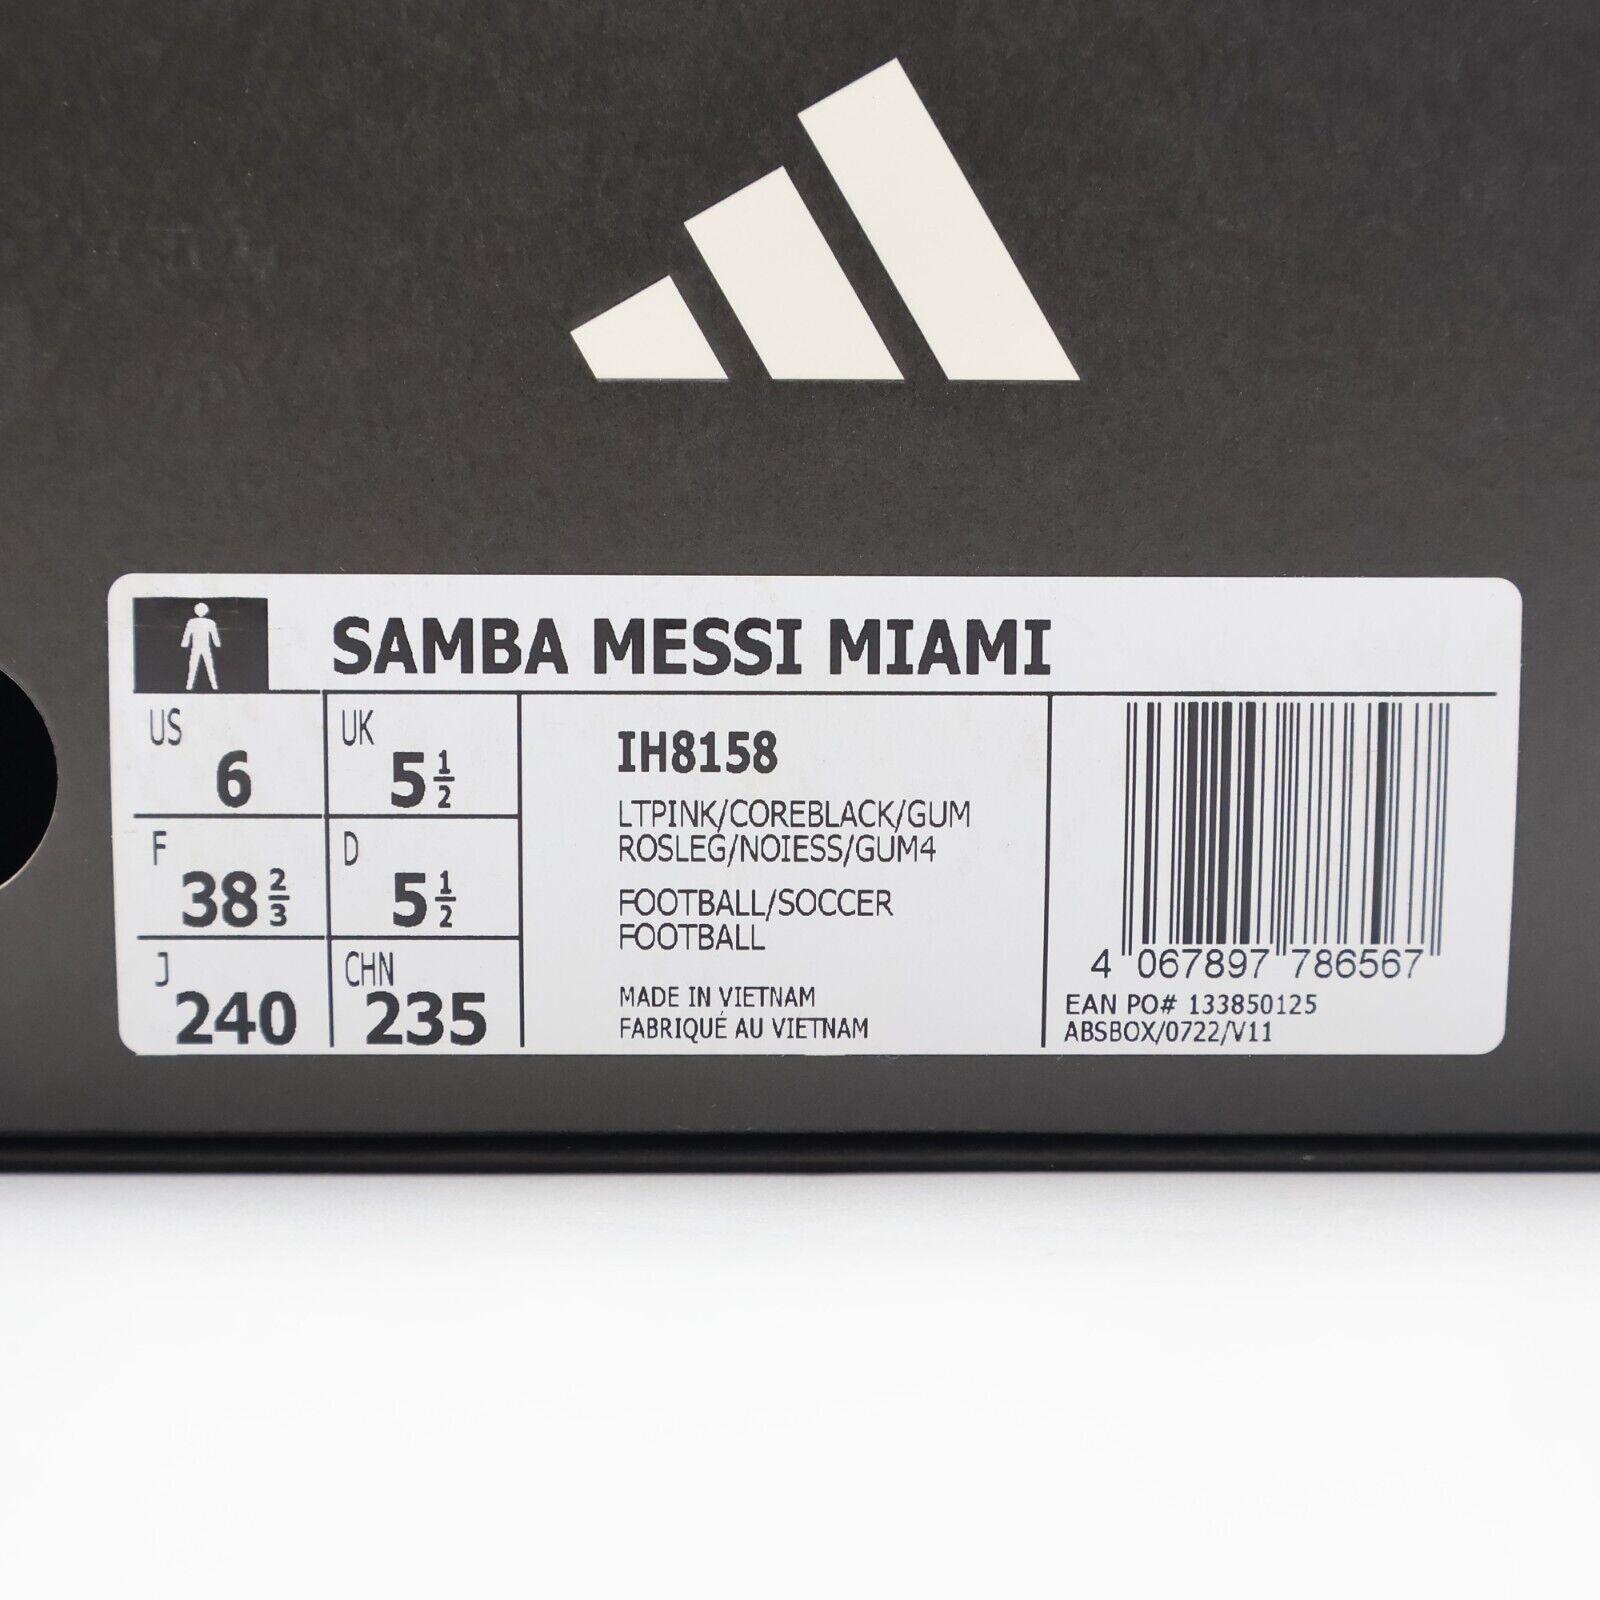 SAMBA MESSI MIAMI
US
6
UK
5 1/2
F
38 2/3
D
5 1/2
J
240
CHN
235
IH8158
LTPINK/COREBLACK/GUM
ROSLEG/NOIESS/GUM4
FOOTBALL/SOCCER
FOOTBALL
MADE IN VIETNAM
FABRIQUÉ AU VIETNAM
4 067897 786567
EAN PO# 133850125
ABSBOX/0722/V11